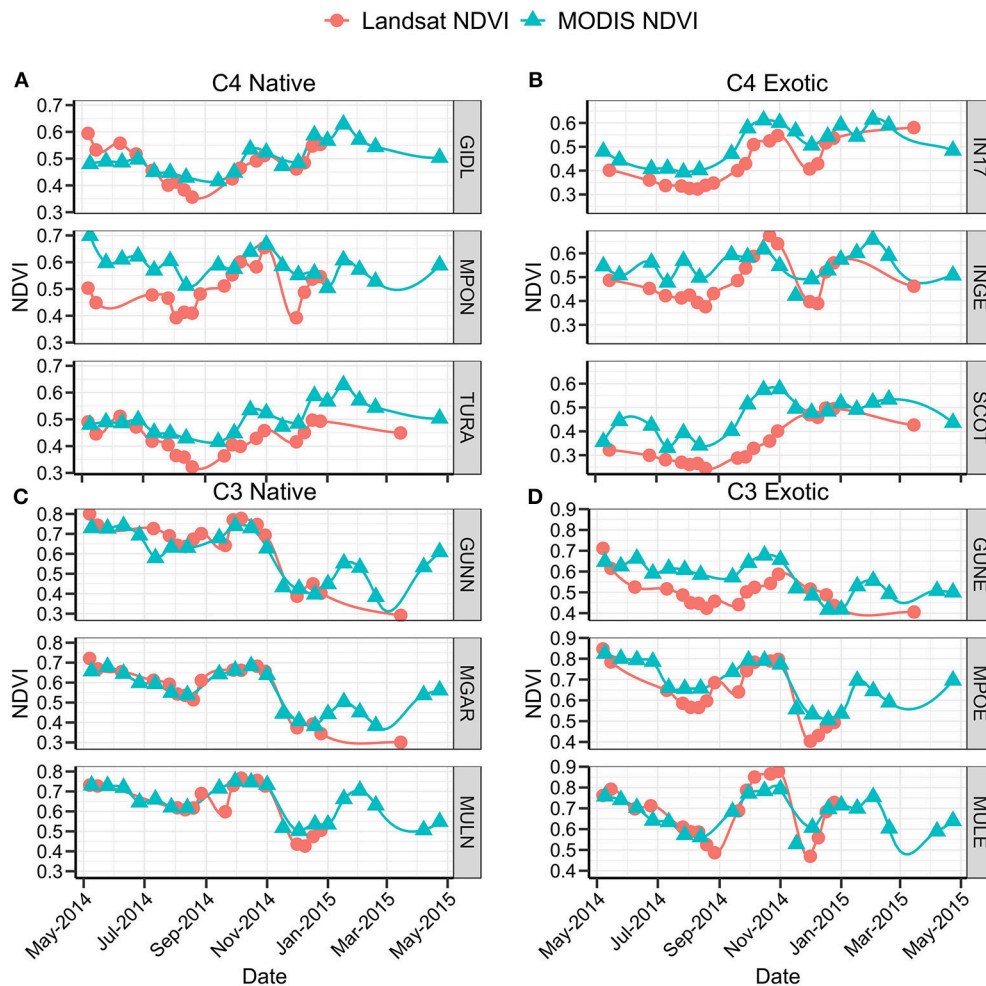 Landsat NDVI MODIS NDVI
A C4 Native
0.7
0.6
0.5
0.4
0.3
GIDL
0.7
0.6
0.5
0.4
0.3
NDVI
MPON
0.7
0.6
0.5
0.4
0.3
TURA
B C4 Exotic
0.6
0.5
0.4
0.3
IN17
0.6
0.5
0.4
0.3
NDVI
INGE
0.6
0.5
0.4
0.3
SCOT
C C3 Native
0.8
0.7
0.6
0.5
0.4
0.3
GUNN
0.8
0.7
0.6
0.5
0.4
0.3
NDVI
MGAR
0.8
0.7
0.6
0.5
0.4
0.3
MULN
May-2014 Jul-2014 Sep-2014 Nov-2014 Jan-2015 Mar-2015 May-2015
Date
D C3 Exotic
0.9
0.8
0.7
0.6
0.5
0.4
GUNE
0.9
0.8
0.7
0.6
0.5
0.4
NDVI
MPOE
0.9
0.8
0.7
0.6
0.5
0.4
MULE
May-2014 Jul-2014 Sep-2014 Nov-2014 Jan-2015 Mar-2015 May-2015
Date